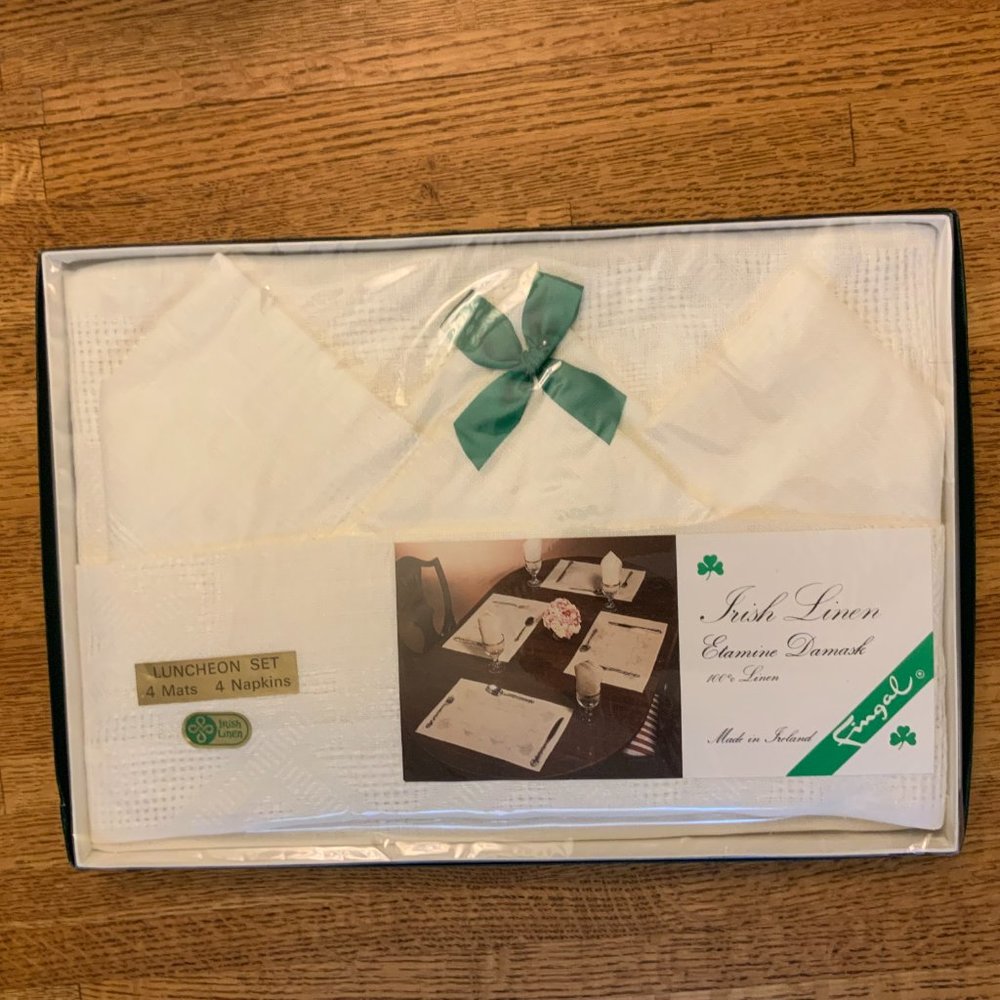 LUNCHEON SET
4 Mats 4 Napkins
Irish
Linen
Irish Linen
Etamine Damask
100% Linen
Made in Ireland
Fingal ®